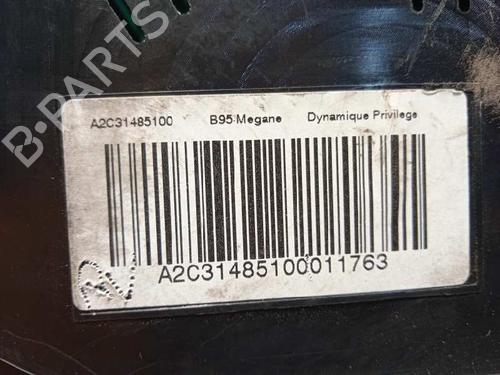 B-PARTS
A2C31485100 B95:Megane Dynamique Privilege
A2C31485100011763